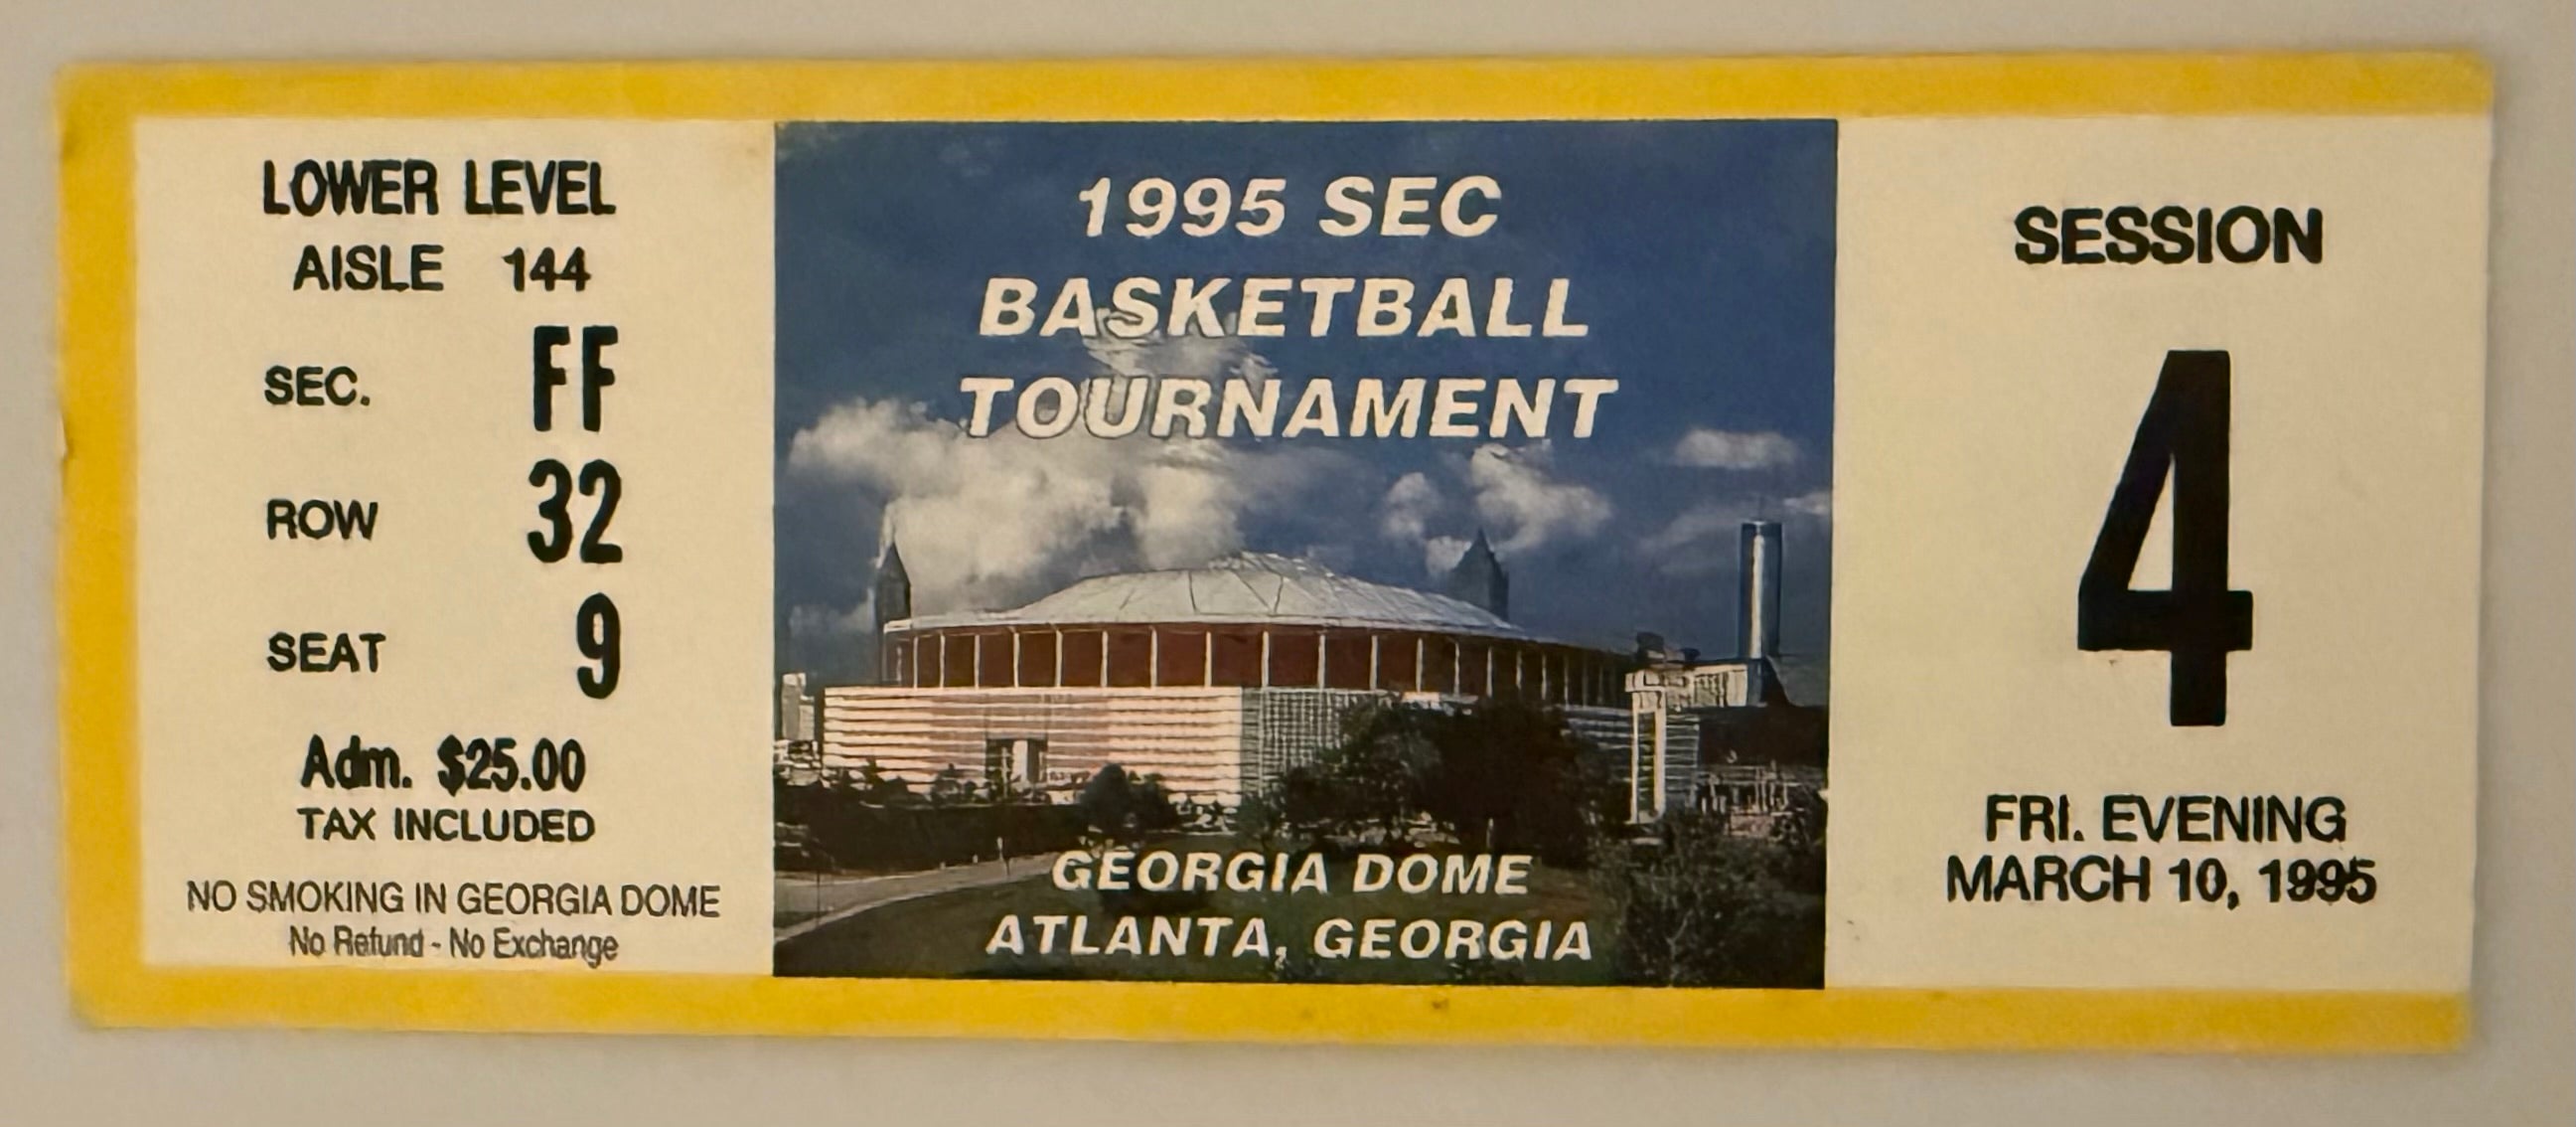 LOWER LEVEL
AISLE 144
SEC. FF
ROW 32
SEAT 9
Adm. $25.00
TAX INCLUDED
NO SMOKING IN GEORGIA DOME
No Refund - No Exchange
1995 SEC
BASKETBALL
TOURNAMENT
GEORGIA DOME
ATLANTA, GEORGIA
SESSION
4
FRI. EVENING
MARCH 10, 1995